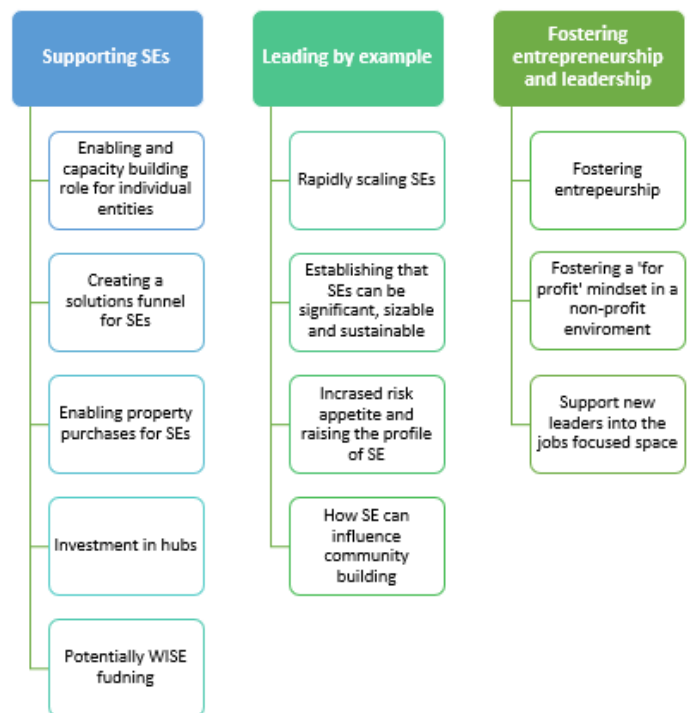 Supporting SEs
Enabling and
capacity building
role for individual
entities
Creating a
solutions funnel
for SEs
Enabling property
purchases for SEs
Investment in hubs
Potentially WISE
fudning
Leading by example
Rapidly scaling SEs
Establishing that
SEs can be
significant, sizable
and sustainable
Incrased risk
appetite and
raising the profile
of SE
How SE can
influence
community
building
Fostering
entrepreneurship
and leadership
Fostering
entrepeurship
Fostering a 'for
profit' mindset in a
non-profit
enviroment
Support new
leaders into the
jobs focused space